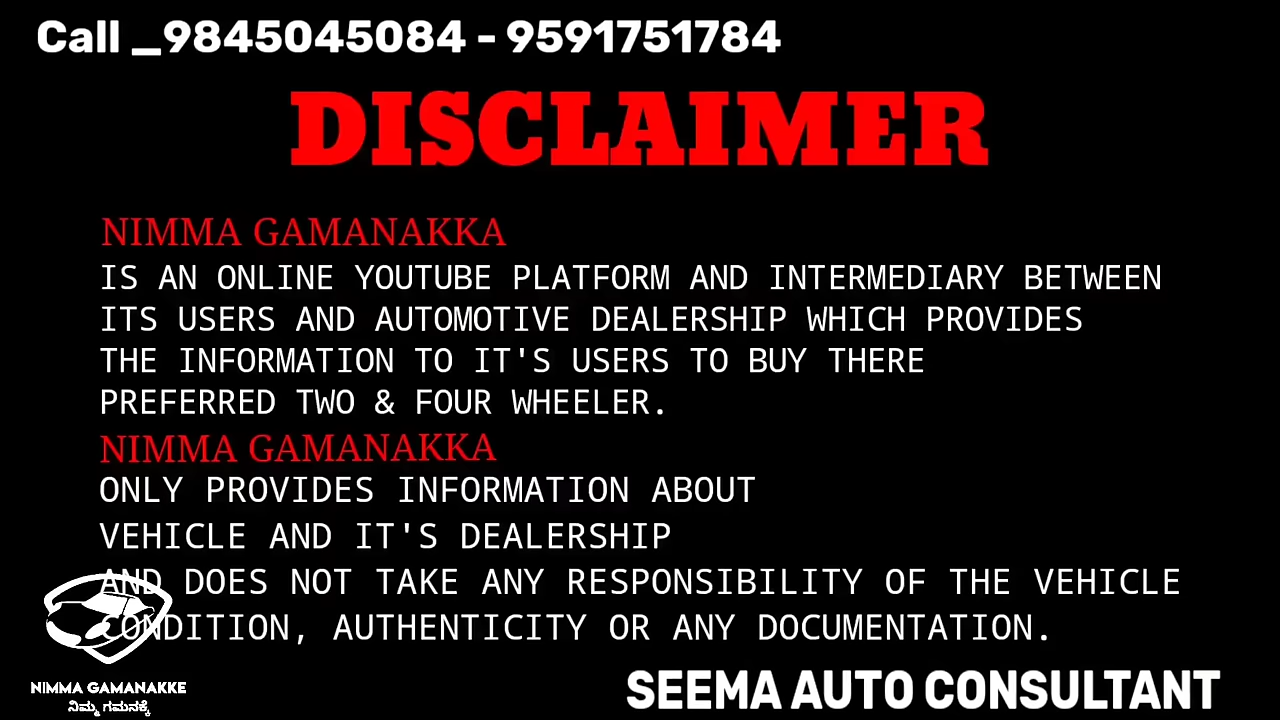 Call _9845045084 - 9591751784
DISCLAIMER
NIMMA GAMANAKKA
IS AN ONLINE YOUTUBE PLATFORM AND INTERMEDIARY BETWEEN
ITS USERS AND AUTOMOTIVE DEALERSHIP WHICH PROVIDES
THE INFORMATION TO IT'S USERS TO BUY THERE
PREFERRED TWO & FOUR WHEELER.
NIMMA GAMANAKKA
ONLY PROVIDES INFORMATION ABOUT
VEHICLE AND IT'S DEALERSHIP
AND DOES NOT TAKE ANY RESPONSIBILITY OF THE VEHICLE
CONDITION, AUTHENTICITY OR ANY DOCUMENTATION.
NIMMA GAMANAKKE
ನಿಮ್ಮ ಗಮನಕ್ಕೆ
SEEMA AUTO CONSULTANT